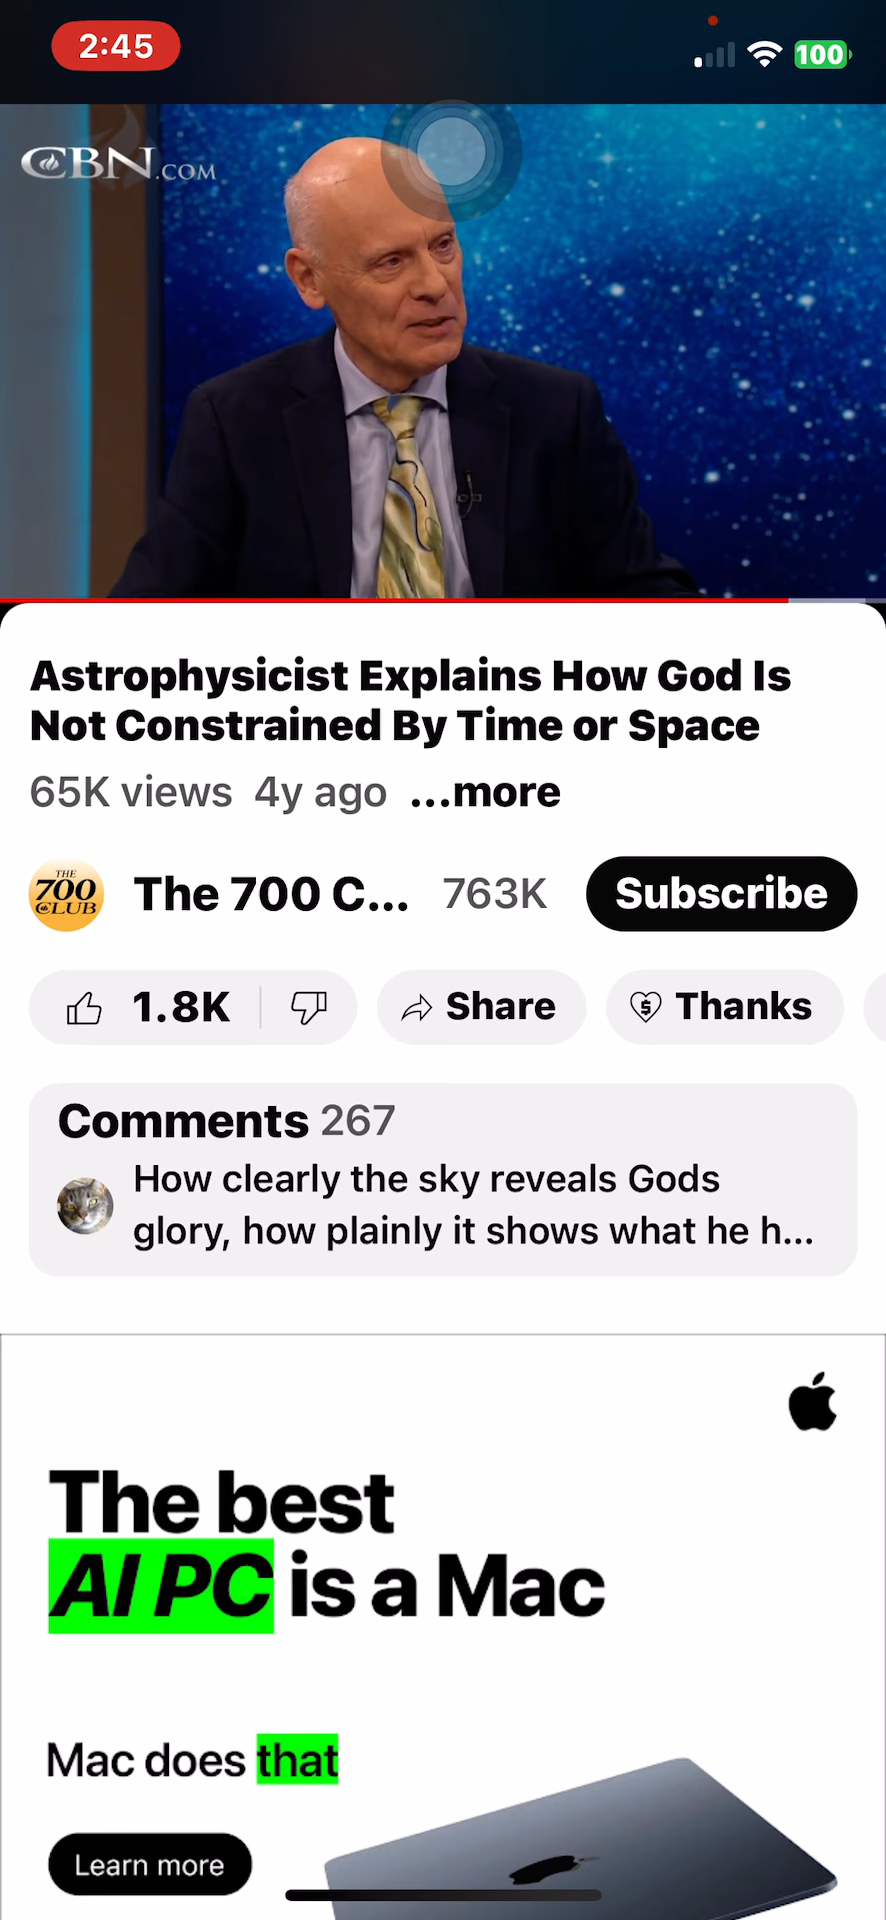 2:45
100
CBN.COM
Astrophysicist Explains How God Is
Not Constrained By Time or Space
65K views 4y ago ...more
THE
700
CLUB
The 700 C... 763K Subscribe
1.8K Share Thanks
Comments 267
How clearly the sky reveals Gods
glory, how plainly it shows what he h...
The best
AI PC is a Mac
Mac does that
Learn more